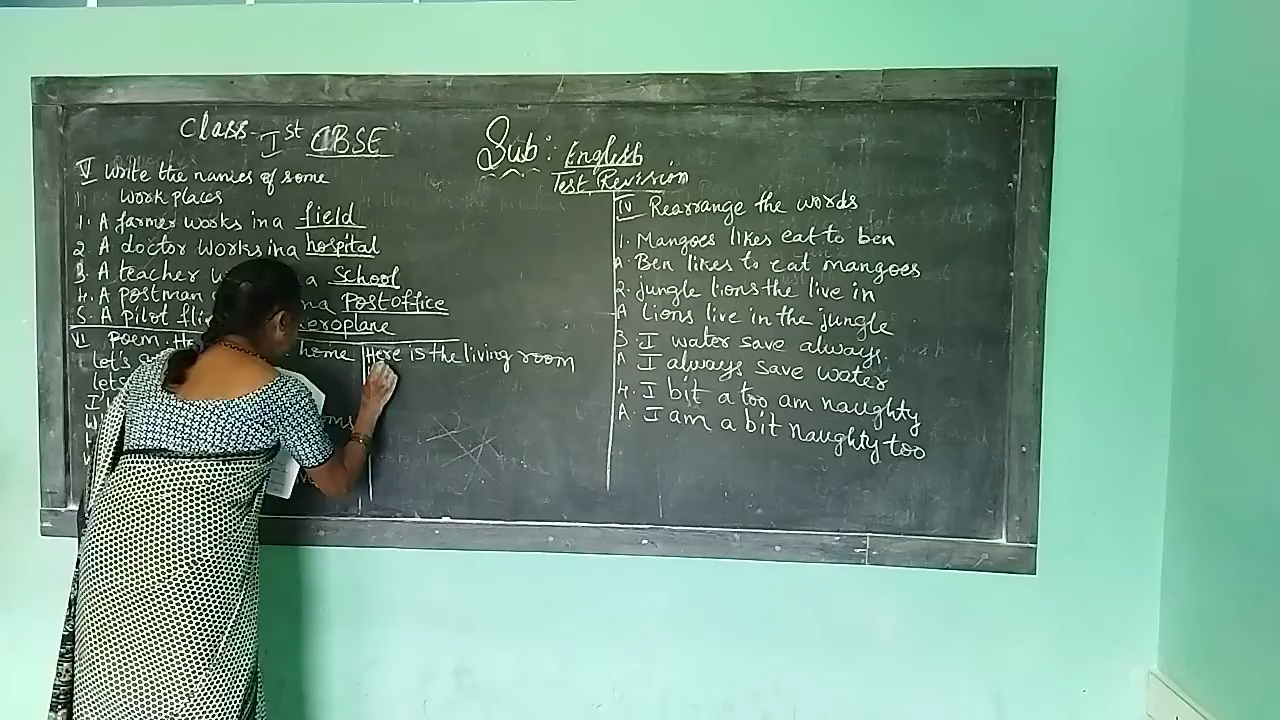 Class - Ist CBSE
Sub: English
Test Revision
V Write the names of some
work places
1. A farmer works in a field
2. A doctor works in a hospital
3. A teacher a School
4. A postman a Post office
5. A pilot aeroplane
VI Poem home
let's
let's
I
Here is the living room
IV Rearrange the words
1. Mangoes likes eat to ben
A. Ben likes to eat mangoes
2. jungle lions the live in
A Lions live in the jungle
3. I water save always.
A I always save water
4. I bit a too am naughty
A. I am a bit naughty too